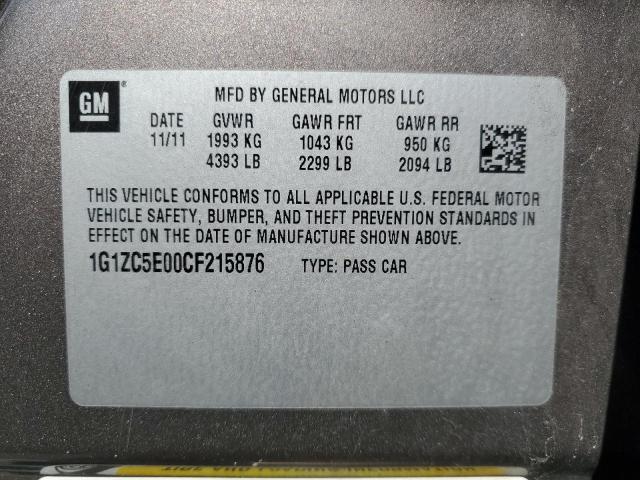 GM
MFD BY GENERAL MOTORS LLC
DATE GVWR GAWR FRT GAWR RR
11/11 1993 KG 1043 KG 950 KG
4393 LB 2299 LB 2094 LB
THIS VEHICLE CONFORMS TO ALL APPLICABLE U.S. FEDERAL MOTOR
VEHICLE SAFETY, BUMPER, AND THEFT PREVENTION STANDARDS IN
EFFECT ON THE DATE OF MANUFACTURE SHOWN ABOVE.
1G1ZC5E00CF215876 TYPE: PASS CAR